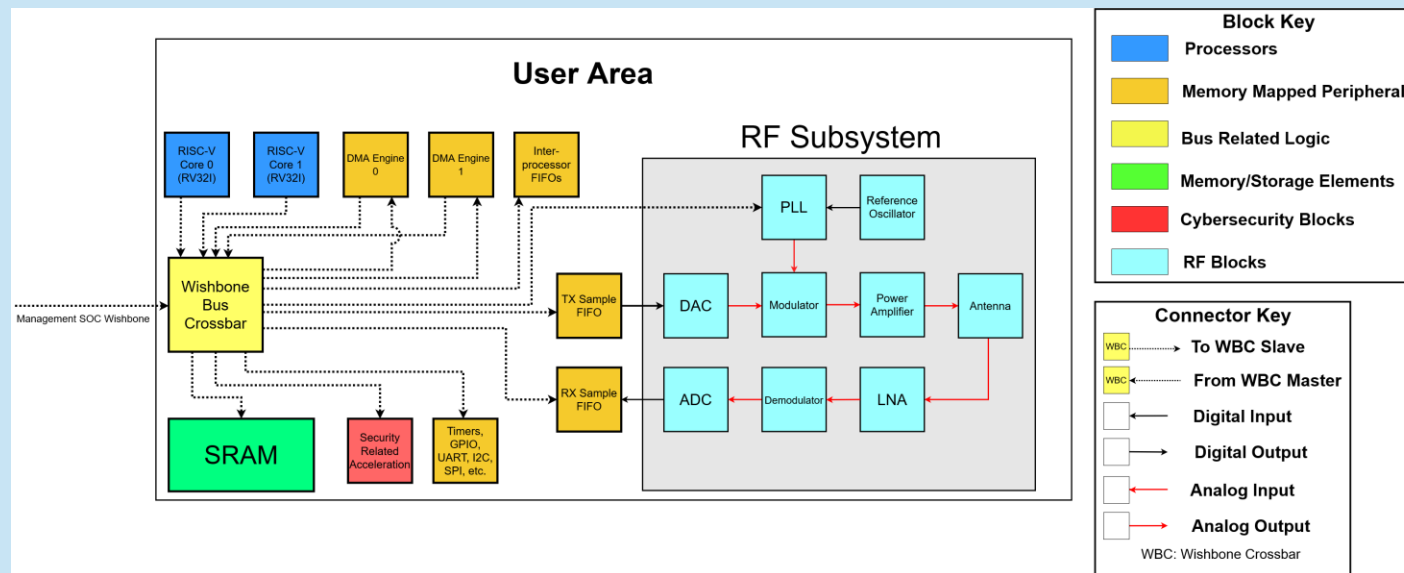 User Area
Block Key
Processors
Memory Mapped Peripheral
Bus Related Logic
Memory/Storage Elements
Cybersecurity Blocks
RF Blocks
RISC-V
Core 0
(RV32I)
RISC-V
Core 1
(RV32I)
DMA Engine
0
DMA Engine
1
Inter-
processor
FIFOs
RF Subsystem
PLL
Reference
Oscillator
Wishbone
Bus
Crossbar
Management SOC Wishbone
TX Sample
FIFO
DAC
Modulator
Power
Amplifier
Antenna
RX Sample
FIFO
ADC
Demodulator
LNA
SRAM
Security
Related
Acceleration
Timers,
GPIO,
UART, I2C,
SPI, etc.
Connector Key
WBC
To WBC Slave
WBC
From WBC Master
Digital Input
Digital Output
Analog Input
Analog Output
WBC: Wishbone Crossbar